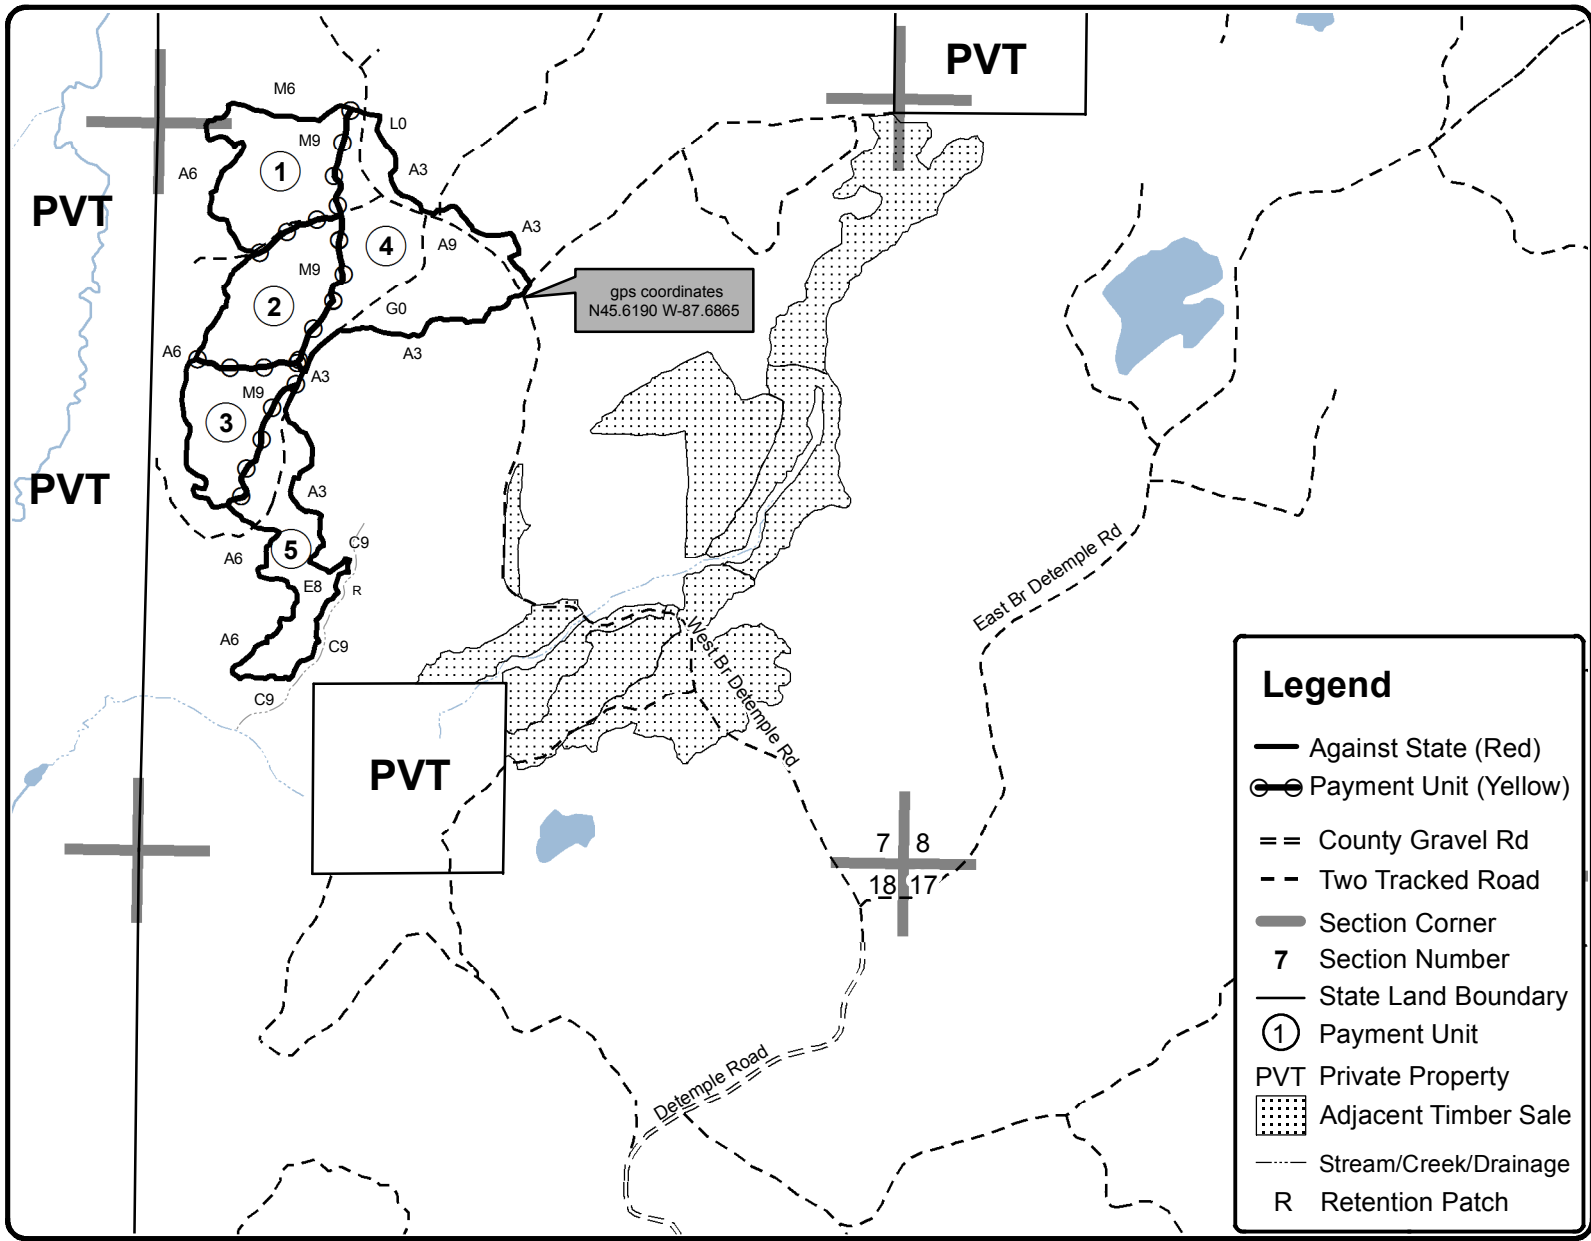 PVT
M6
L0
M9
A3
A6
1
PVT
A3
4
A9
M9
gps coordinates
N45.6190 W-87.6865
2
G0
A6
A3
A3
M9
3
PVT
A3
5
C9
A6
E8
R
A6
C9
C9
East Br Detemple Rd
West Br Detemple Rd
PVT
7 8
18 17
Detemple Road
Legend
Against State (Red)
Payment Unit (Yellow)
County Gravel Rd
Two Tracked Road
Section Corner
7 Section Number
State Land Boundary
1 Payment Unit
PVT Private Property
Adjacent Timber Sale
Stream/Creek/Drainage
R Retention Patch